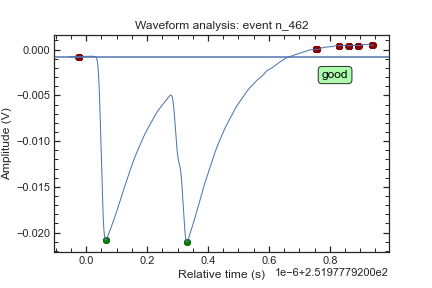 Waveform analysis: event n_462
Amplitude (V)
0.000
−0.005
−0.010
−0.015
−0.020
good
0.0 0.2 0.4 0.6 0.8
Relative time (s)
1e−6+2.5197779200e2